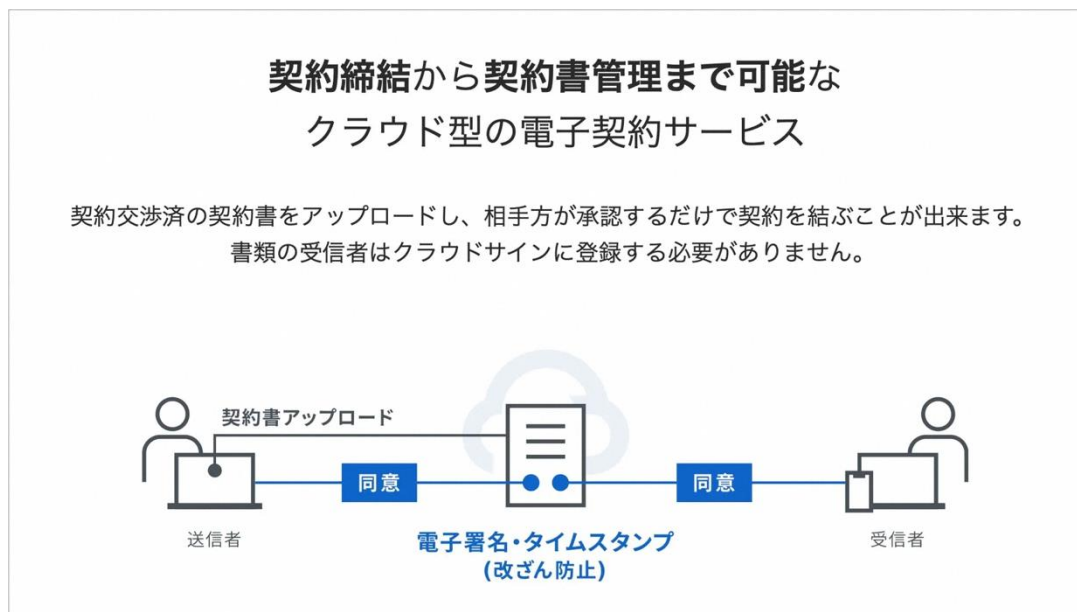 契約締結から契約書管理まで可能な
クラウド型の電子契約サービス
契約交渉済の契約書をアップロードし、相手方が承認するだけで契約を結ぶことが出来ます。
書類の受信者はクラウドサインに登録する必要がありません。
契約書アップロード
同意
同意
送信者
電子署名・タイムスタンプ
(改ざん防止)
受信者